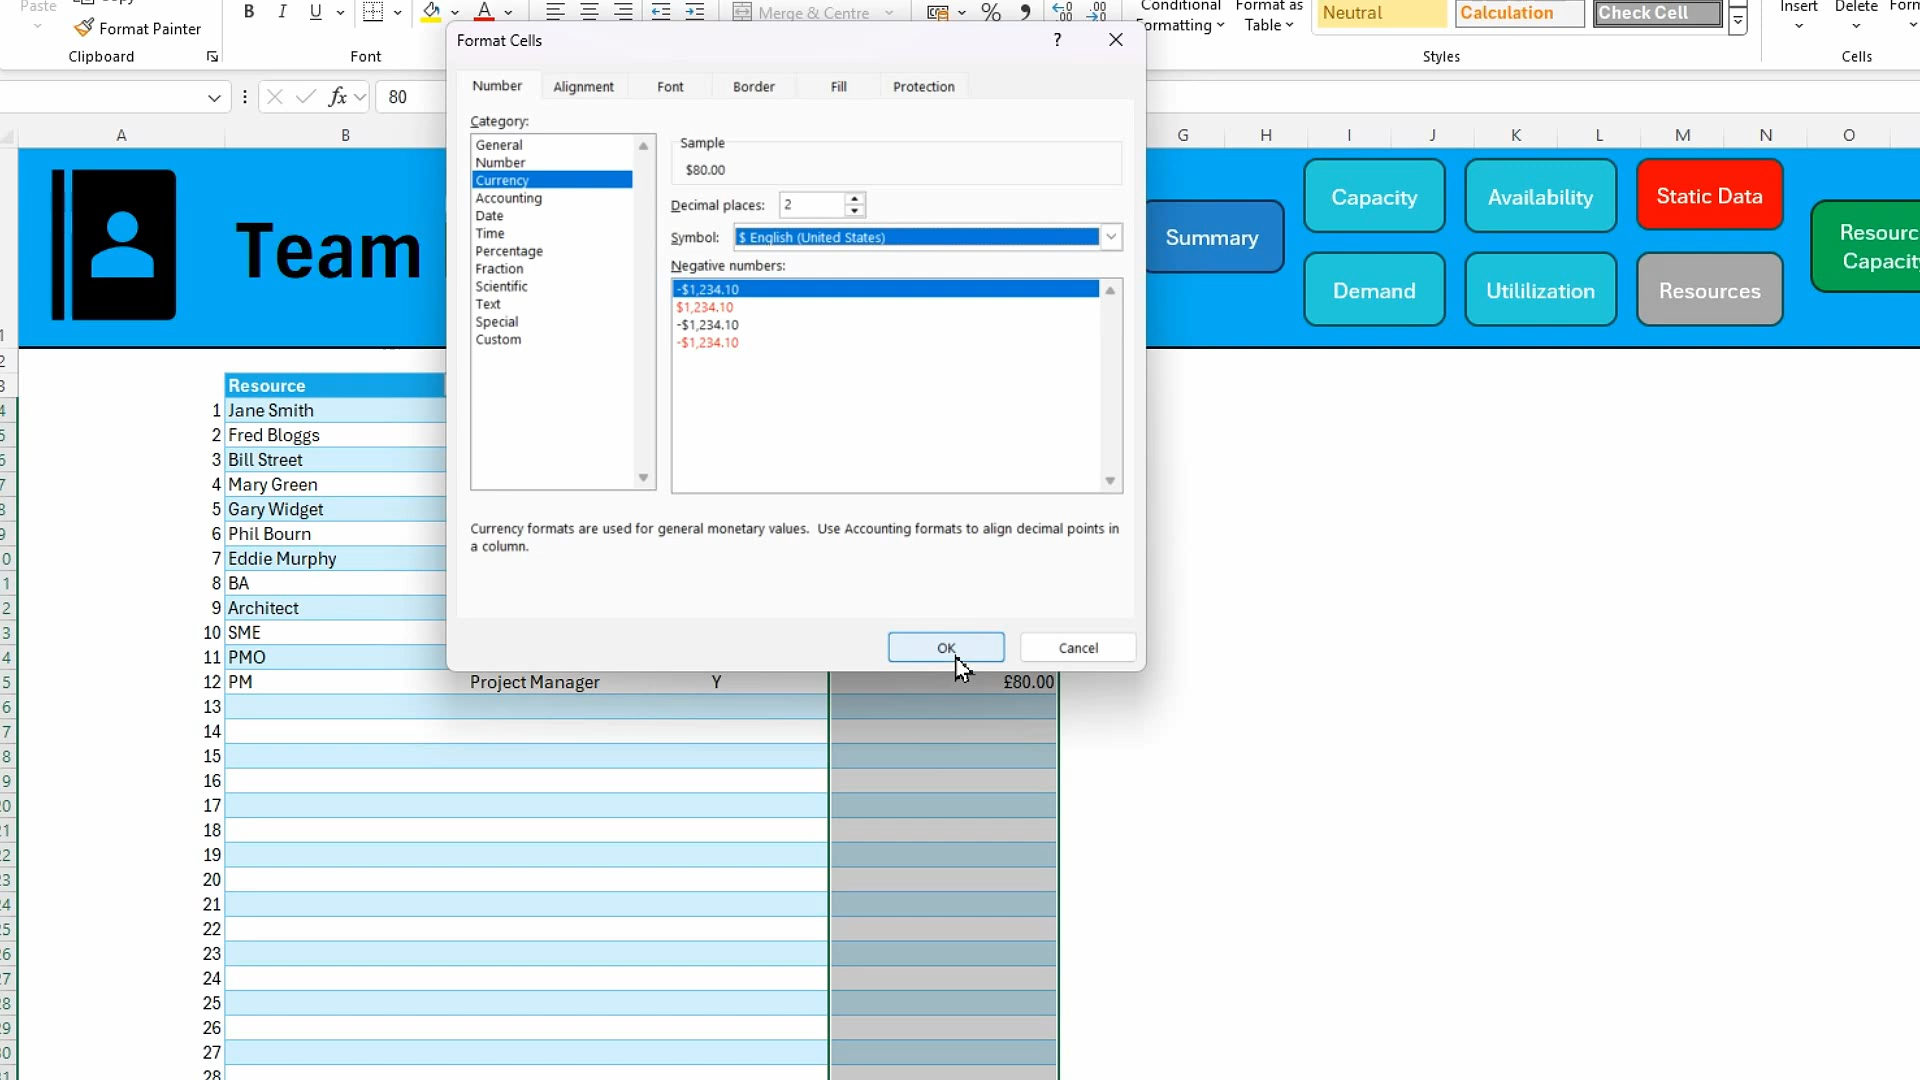 Paste
Format Painter
Clipboard
B I U A
Font
Merge & Centre
% ,
Conditional
Formatting
Format as
Table
Neutral
Calculation
Check Cell
Styles
Insert
Delete
Cells
fx
80
Format Cells
?
Number
Alignment
Font
Border
Fill
Protection
Category:
General
Number
Currency
Accounting
Date
Time
Percentage
Fraction
Scientific
Text
Special
Custom
Sample
$80.00
Decimal places:
2
Symbol:
$ English (United States)
Negative numbers:
-$1,234.10
$1,234.10
-$1,234.10
-$1,234.10
Currency formats are used for general monetary values. Use Accounting formats to align decimal points in
a column.
OK
Cancel
A B G H I J K L M N O
Team
Summary
Capacity
Availability
Static Data
Demand
Utililization
Resources
Resource
1 Jane Smith
2 Fred Bloggs
3 Bill Street
4 Mary Green
5 Gary Widget
6 Phil Bourn
7 Eddie Murphy
8 BA
9 Architect
10 SME
11 PMO
12 PM Project Manager Y £80.00
13
14
15
16
17
18
19
20
21
22
23
24
25
26
27
28